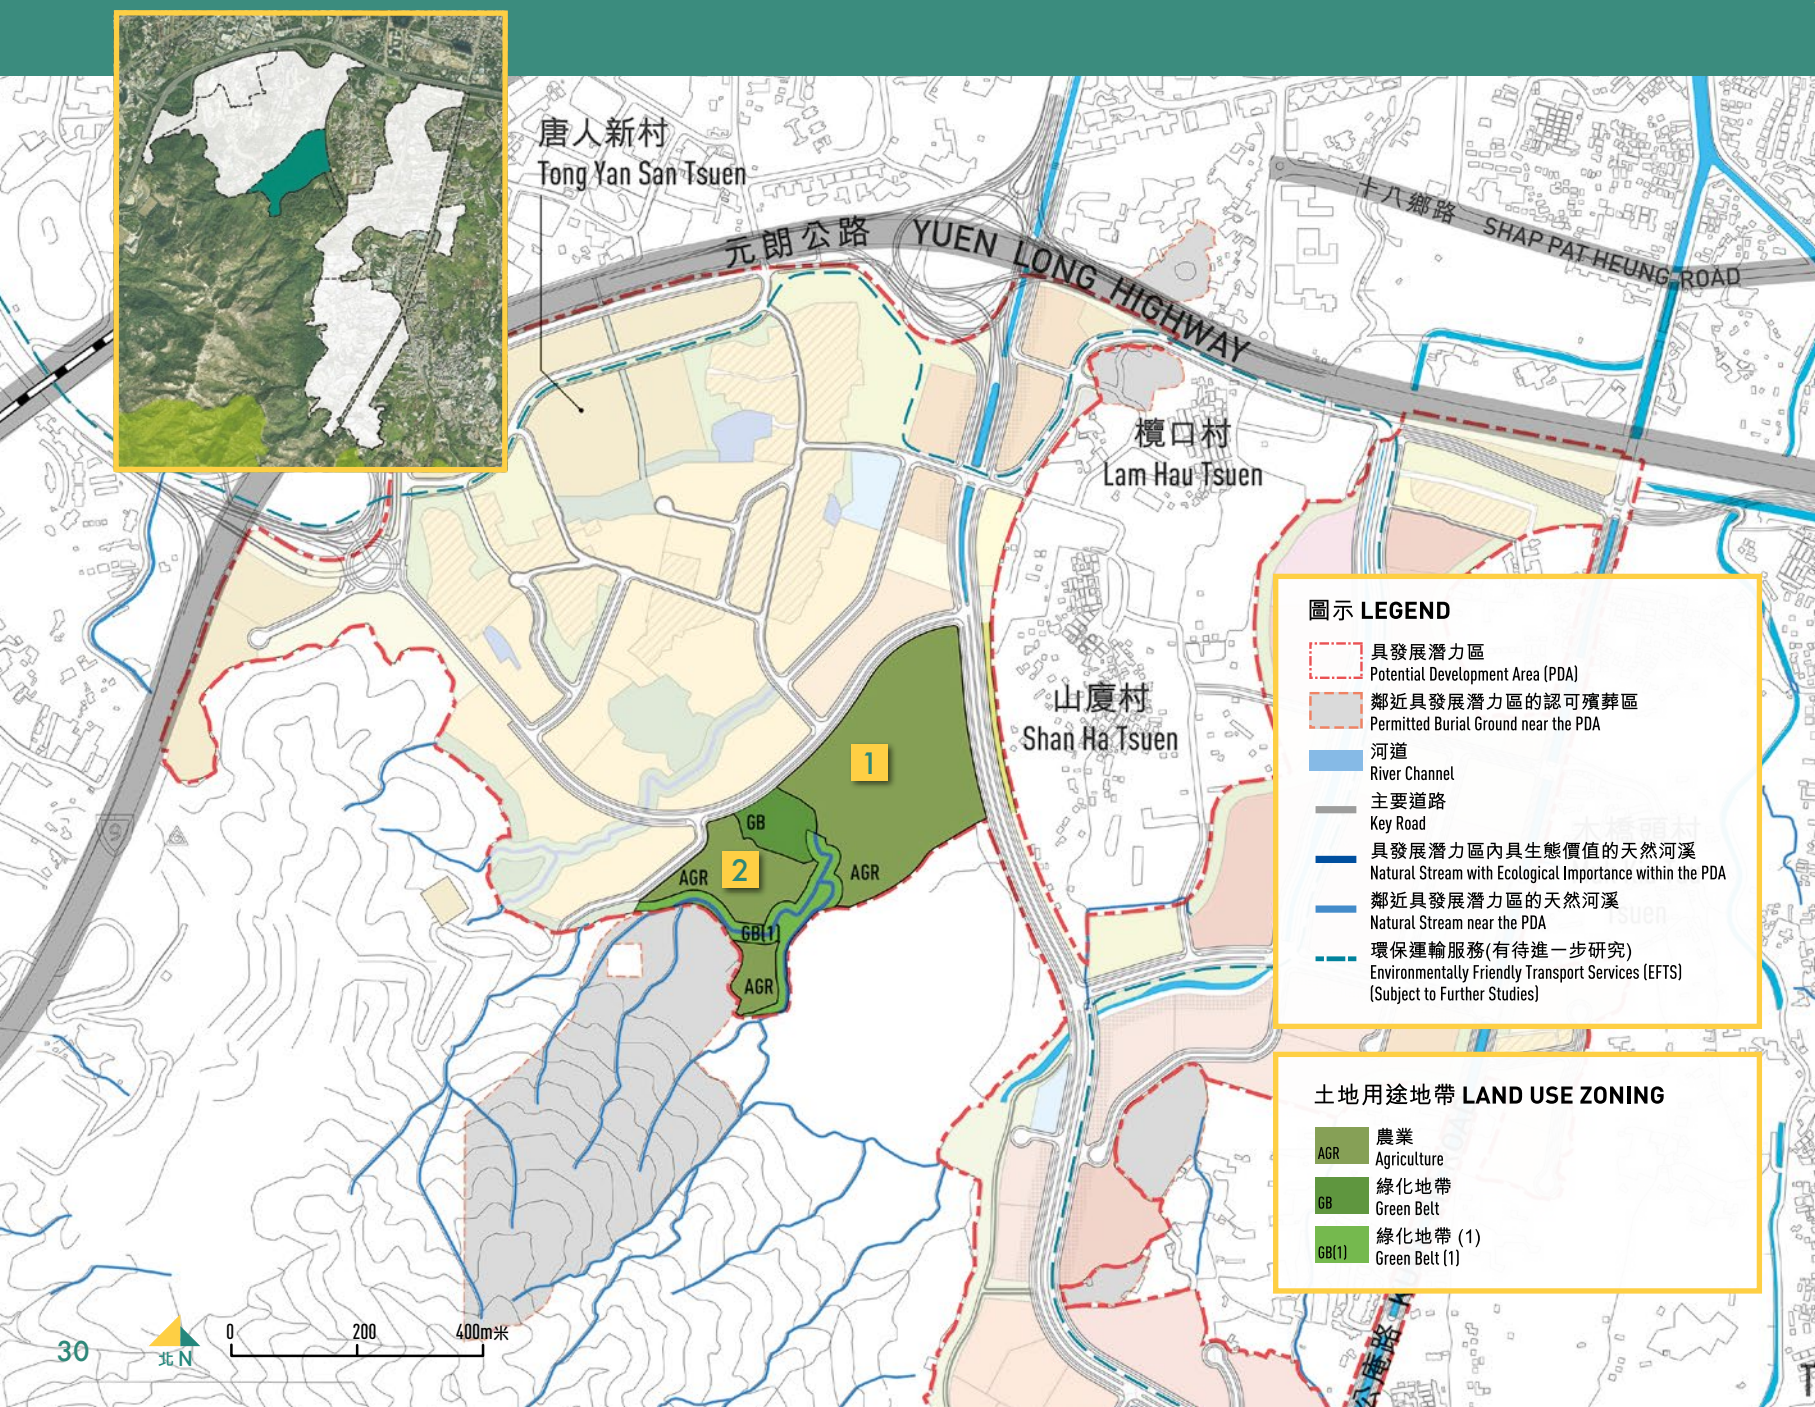 唐人新村
Tong Yan San Tsuen
元朗公路 YUEN LONG HIGHWAY
十八鄉路 SHAP PAT HEUNG ROAD
欖口村
Lam Hau Tsuen
山廈村
Shan Ha Tsuen
1
GB
2
AGR
AGR
GB(1)
AGR
圖示 LEGEND
具發展潛力區
Potential Development Area (PDA)
鄰近具發展潛力區的認可殯葬區
Permitted Burial Ground near the PDA
河道
River Channel
主要道路
Key Road
具發展潛力區內具生態價值的天然河溪
Natural Stream with Ecological Importance within the PDA
鄰近具發展潛力區的天然河溪
Natural Stream near the PDA
環保運輸服務(有待進一步研究)
Environmentally Friendly Transport Services (EFTS)
(Subject to Further Studies)
木橋頭村
Tsuen
土地用途地帶 LAND USE ZONING
AGR
農業
Agriculture
GB
綠化地帶
Green Belt
GB(1)
綠化地帶 (1)
Green Belt (1)
公庵路
30
北 N
0 200 400m米